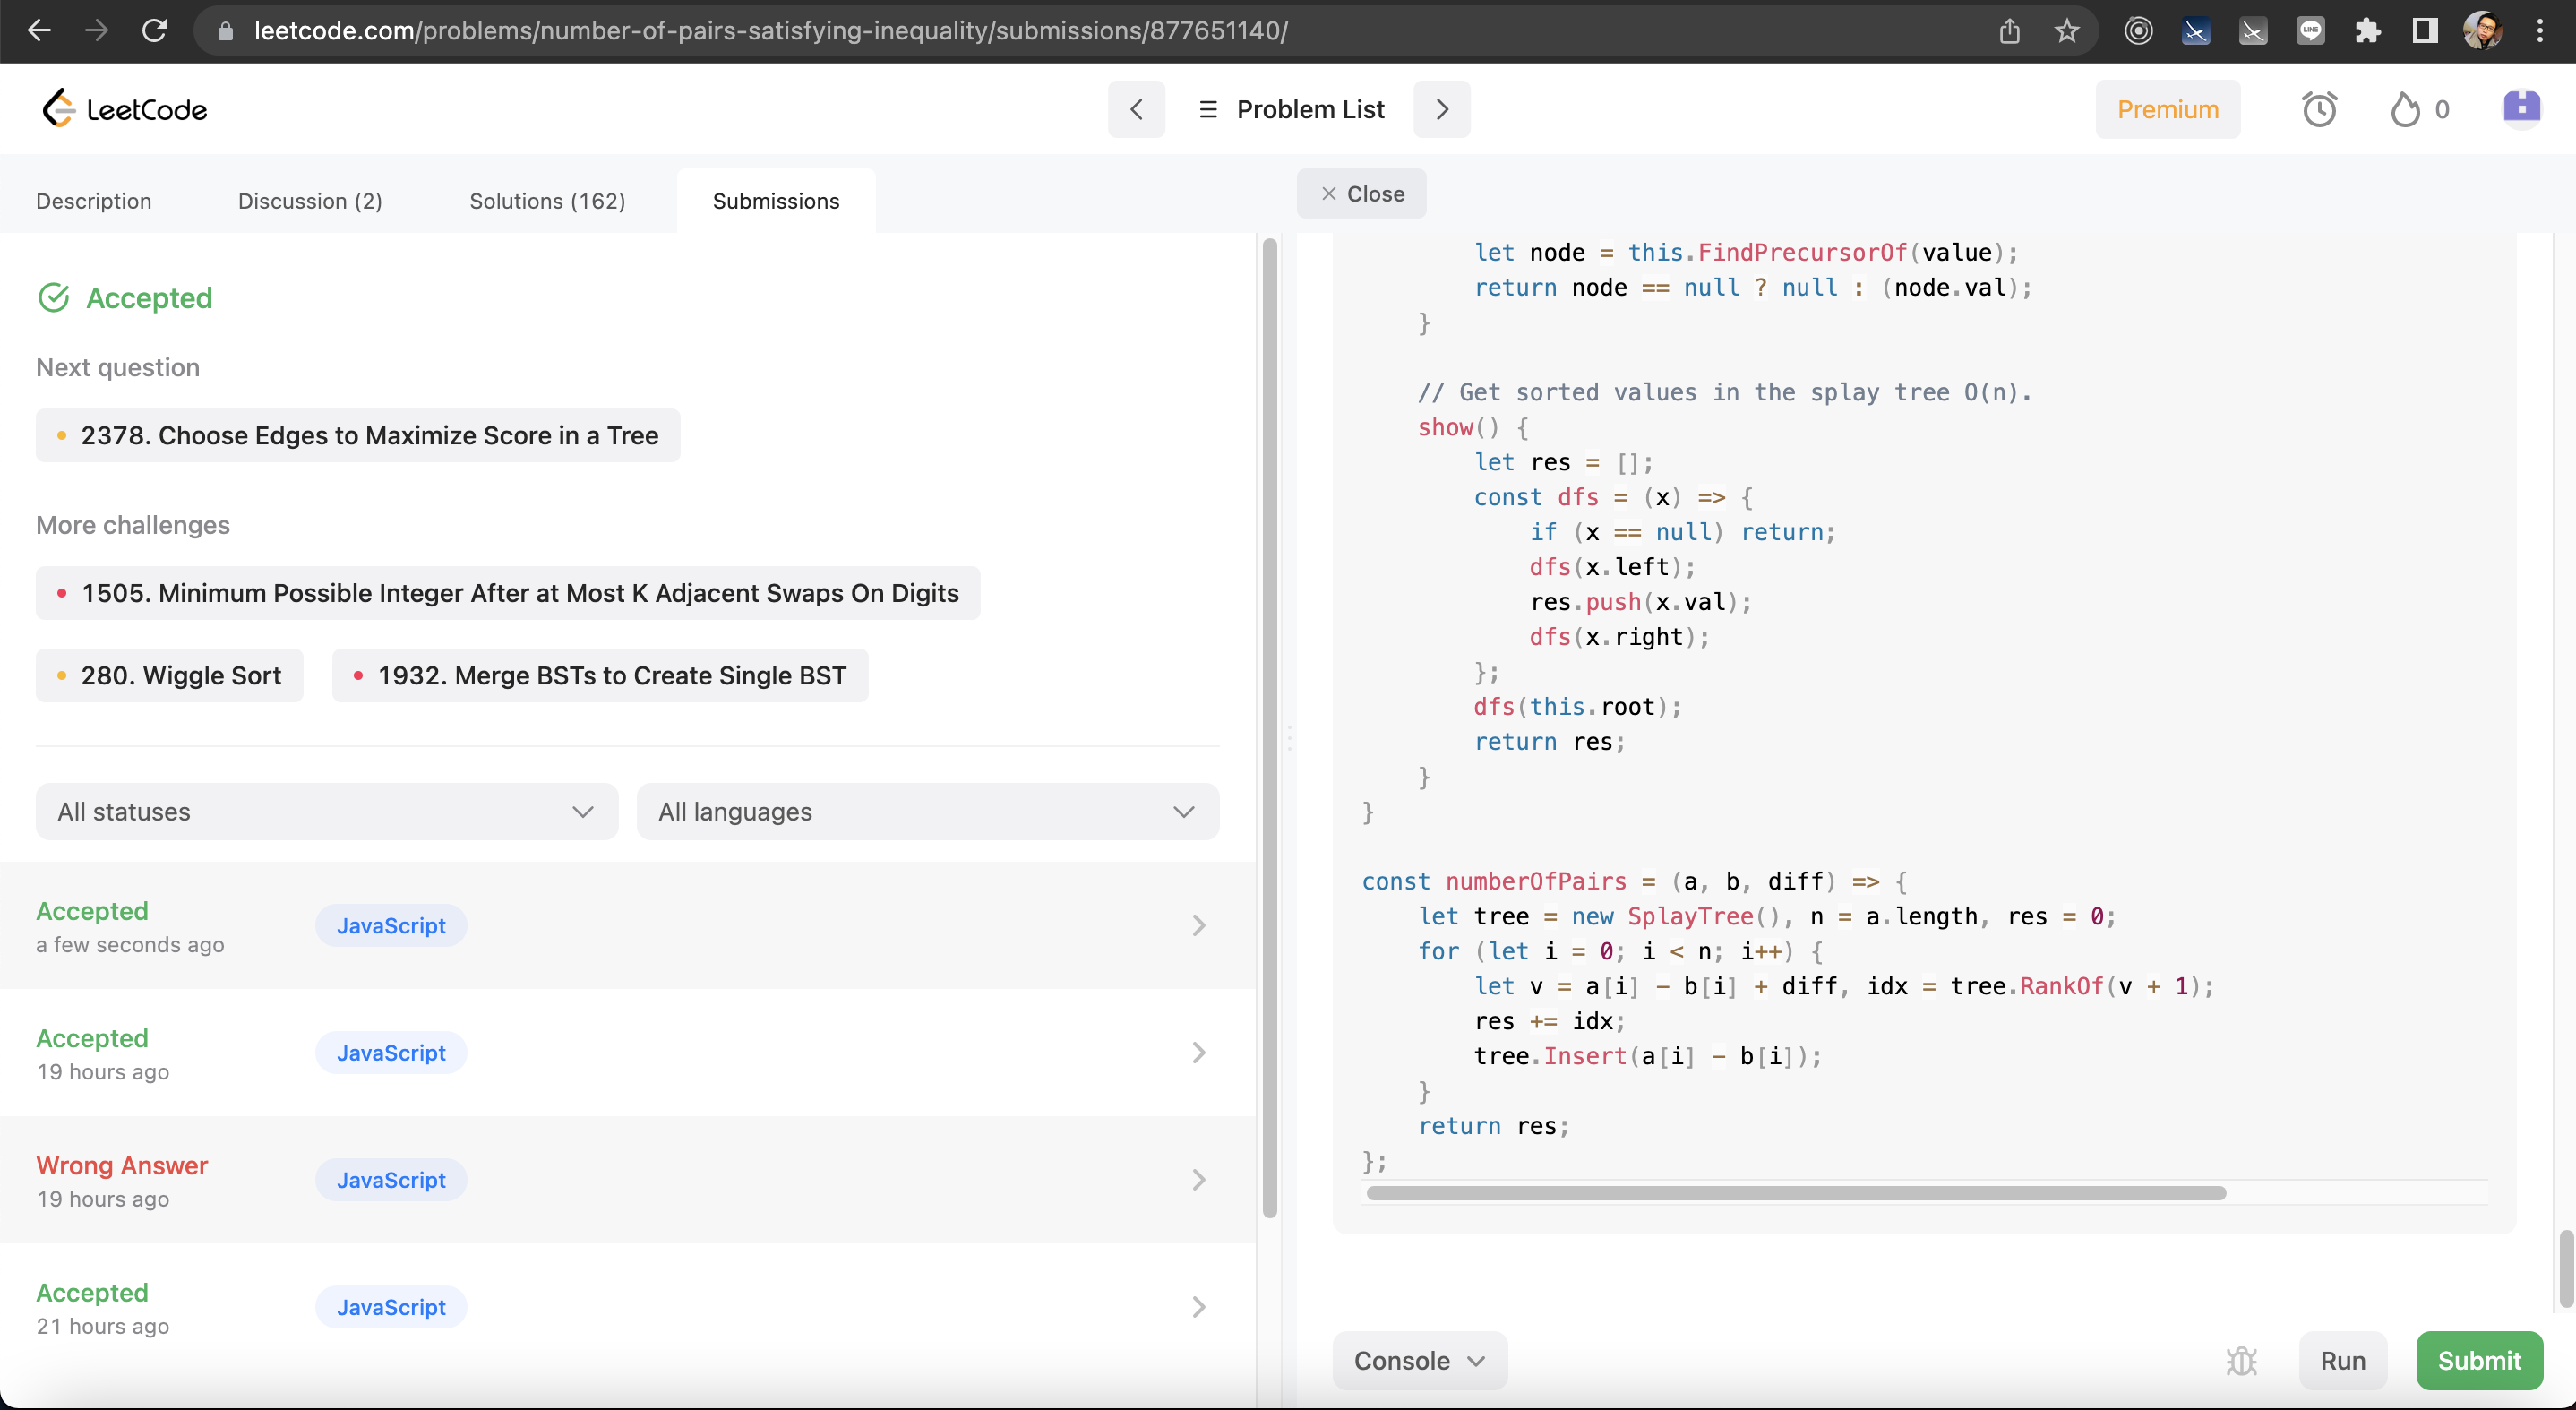 leetcode.com/problems/number-of-pairs-satisfying-inequality/submissions/877651140/
LINE
LeetCode
Problem List
Premium
0
Description
Discussion (2)
Solutions (162)
Submissions
Close
Accepted
Next question
2378. Choose Edges to Maximize Score in a Tree
More challenges
1505. Minimum Possible Integer After at Most K Adjacent Swaps On Digits
280. Wiggle Sort
1932. Merge BSTs to Create Single BST
All statuses
All languages
Accepted
a few seconds ago
JavaScript
Accepted
19 hours ago
JavaScript
Wrong Answer
19 hours ago
JavaScript
Accepted
21 hours ago
JavaScript
let node = this.FindPrecursorOf(value);
return node == null ? null : (node.val);
}
// Get sorted values in the splay tree O(n).
show() {
let res = [];
const dfs = (x) => {
if (x == null) return;
dfs(x.left);
res.push(x.val);
dfs(x.right);
};
dfs(this.root);
return res;
}
}
const numberOfPairs = (a, b, diff) => {
let tree = new SplayTree(), n = a.length, res = 0;
for (let i = 0; i < n; i++) {
let v = a[i] - b[i] + diff, idx = tree.RankOf(v + 1);
res += idx;
tree.Insert(a[i] - b[i]);
}
return res;
};
Console
Run
Submit